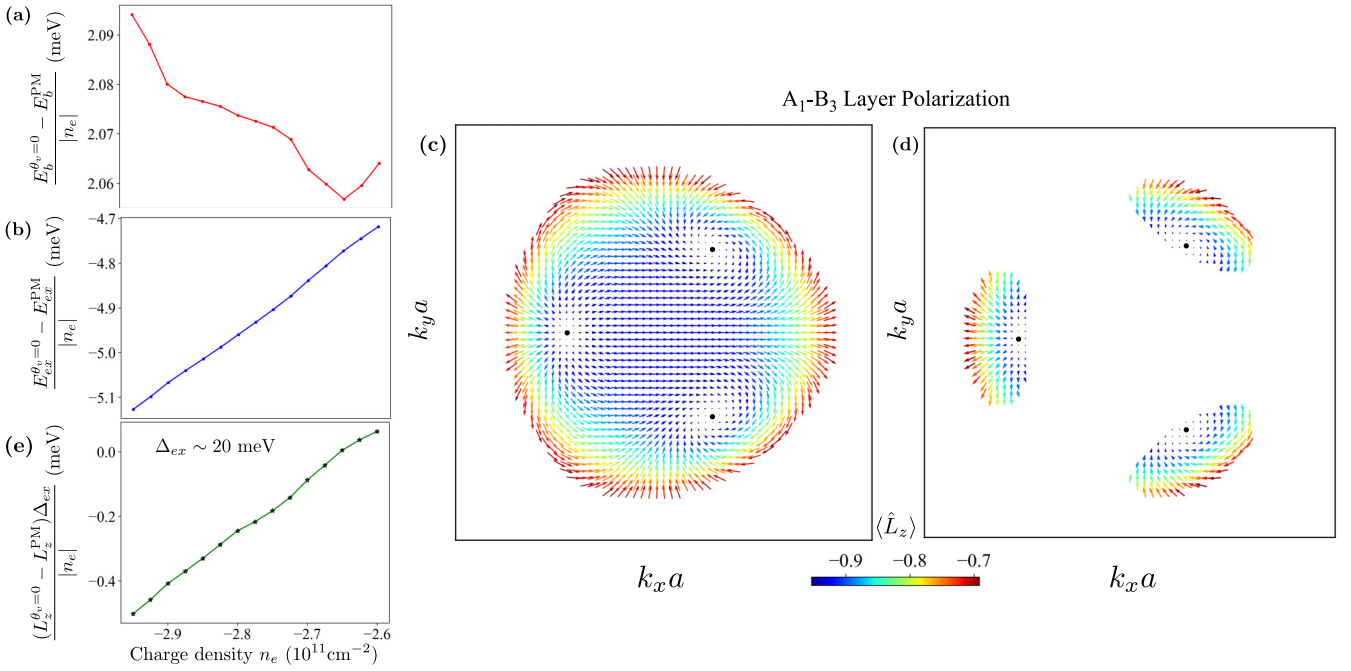 (a)
E_b^{θ_v=0} − E_b^{PM}
|n_e|
(meV)
2.09
2.08
2.07
2.06
(b)
E_{ex}^{θ_v=0} − E_{ex}^{PM}
|n_e|
(meV)
−4.7
−4.8
−4.9
−5.0
−5.1
(e)
(L_z^{θ_v=0} − L_z^{PM})Δ_{ex}
|n_e|
(meV)
Δ_{ex} ∼ 20 meV
0.0
−0.2
−0.4
−2.9
−2.8
−2.7
−2.6
Charge density n_e (10^{11}cm^{−2})
A_1-B_3 Layer Polarization
(c)
k_y a
k_x a
(d)
k_y a
k_x a
⟨L̂_z⟩
−0.9
−0.8
−0.7